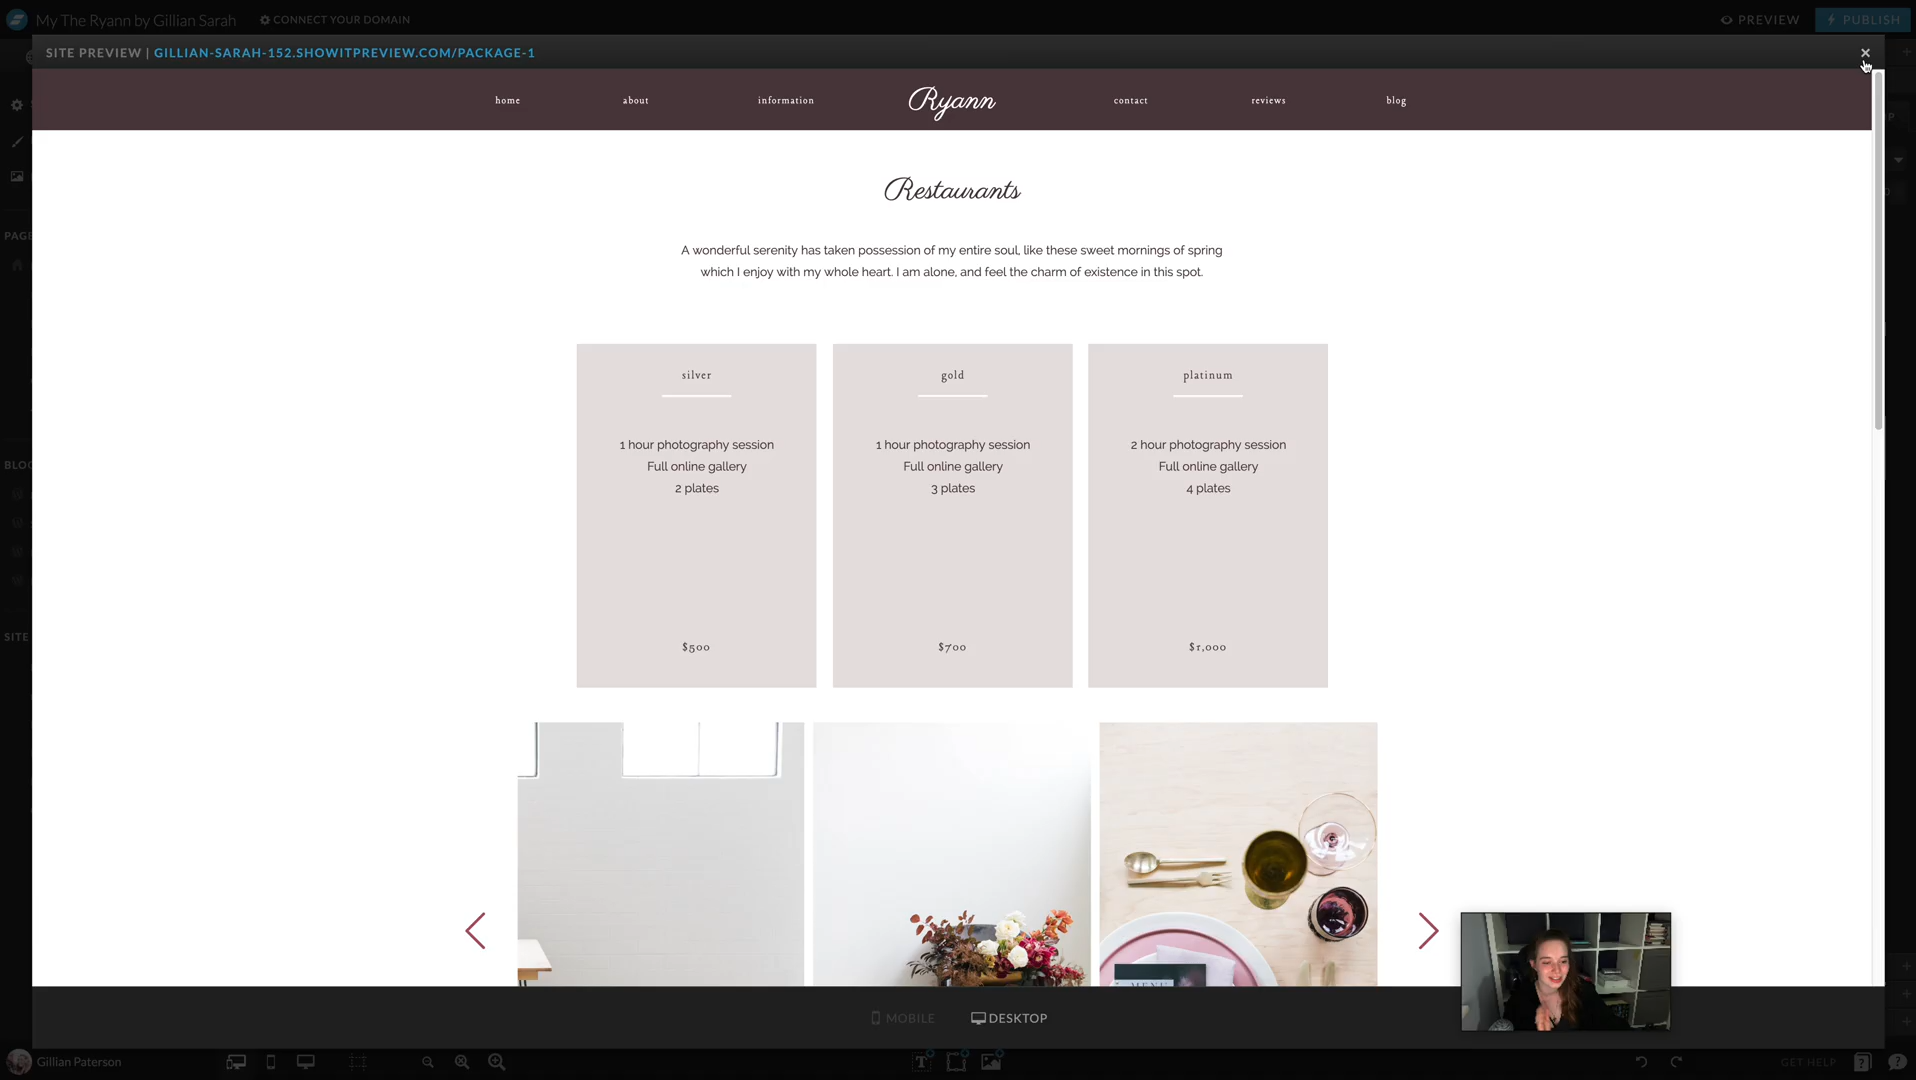 My The Ryann by Gillian Sarah
CONNECT YOUR DOMAIN
PREVIEW
PUBLISH
SITE PREVIEW | GILLIAN-SARAH-152.SHOWITPREVIEW.COM/PACKAGE-1
home
about
information
Ryann
contact
reviews
blog
Restaurants
A wonderful serenity has taken possession of my entire soul, like these sweet mornings of spring
which I enjoy with my whole heart. I am alone, and feel the charm of existence in this spot.
silver
1 hour photography session
Full online gallery
2 plates
$500
gold
1 hour photography session
Full online gallery
3 plates
$700
platinum
2 hour photography session
Full online gallery
4 plates
$1,000
MENU
MOBILE
DESKTOP
Gillian Paterson
GET HELP
SITE